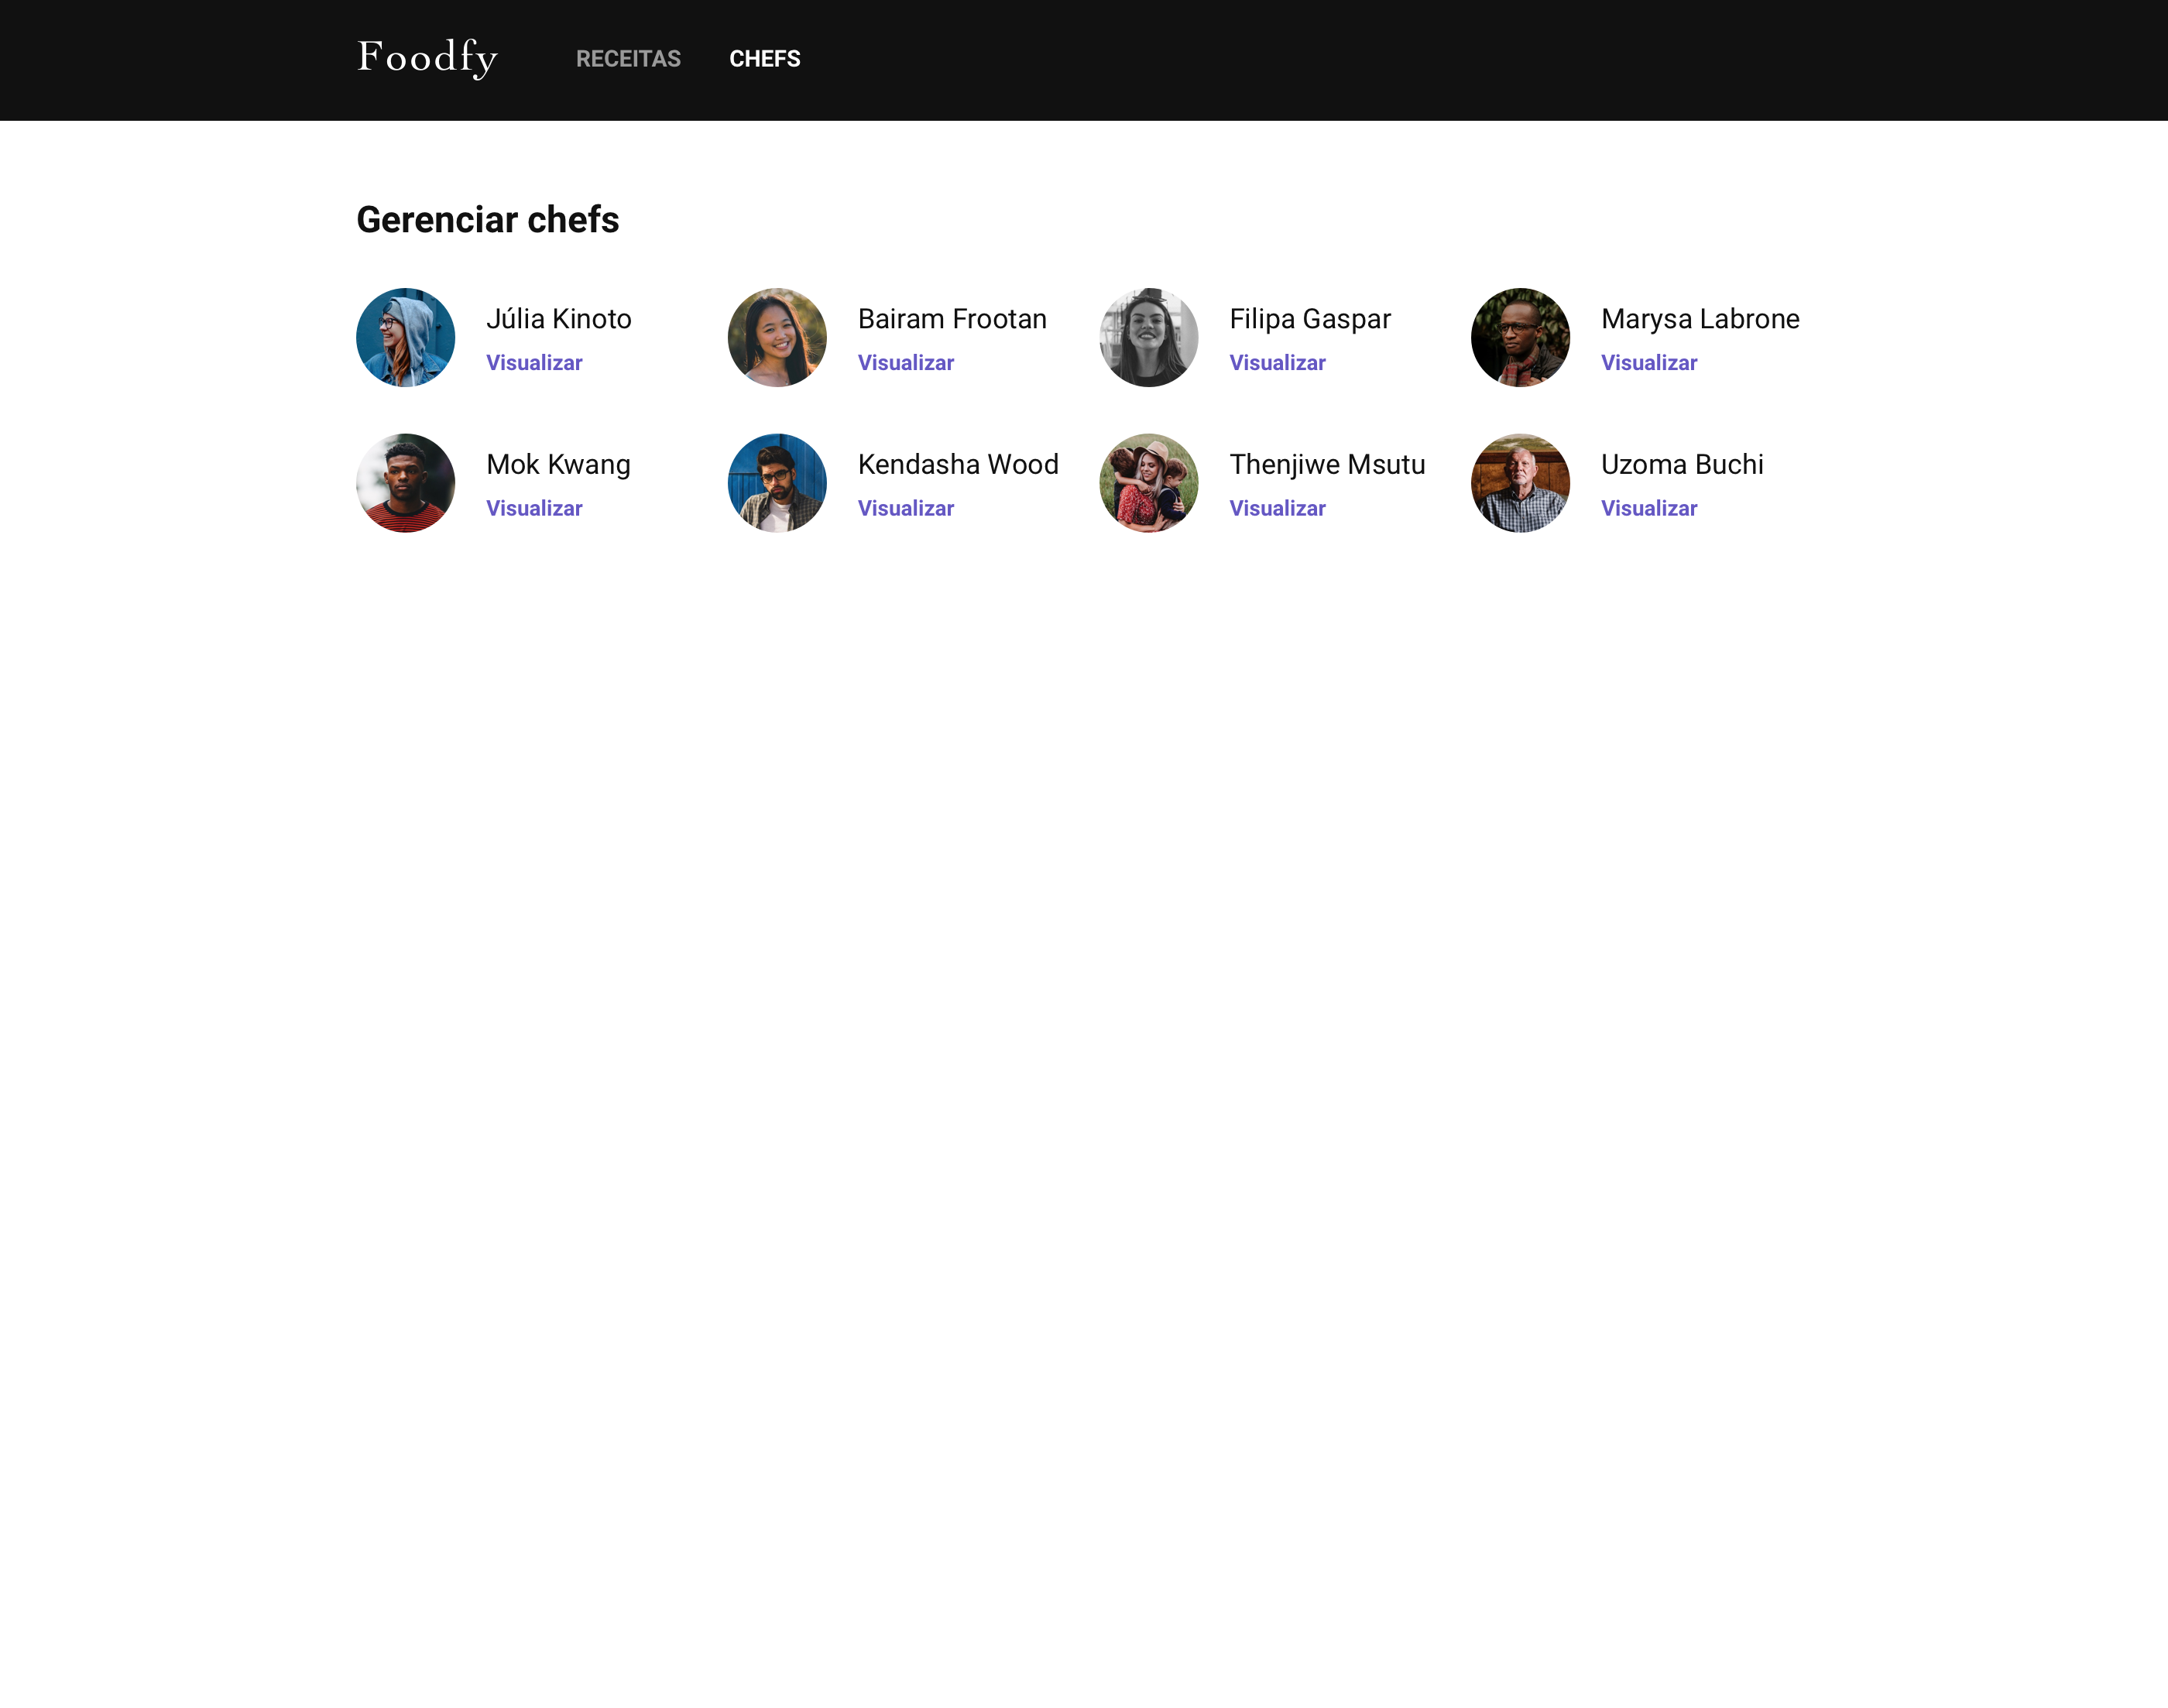 Foodfy RECEITAS CHEFS
Gerenciar chefs
Júlia Kinoto
Visualizar
Bairam Frootan
Visualizar
Filipa Gaspar
Visualizar
Marysa Labrone
Visualizar
Mok Kwang
Visualizar
Kendasha Wood
Visualizar
Thenjiwe Msutu
Visualizar
Uzoma Buchi
Visualizar